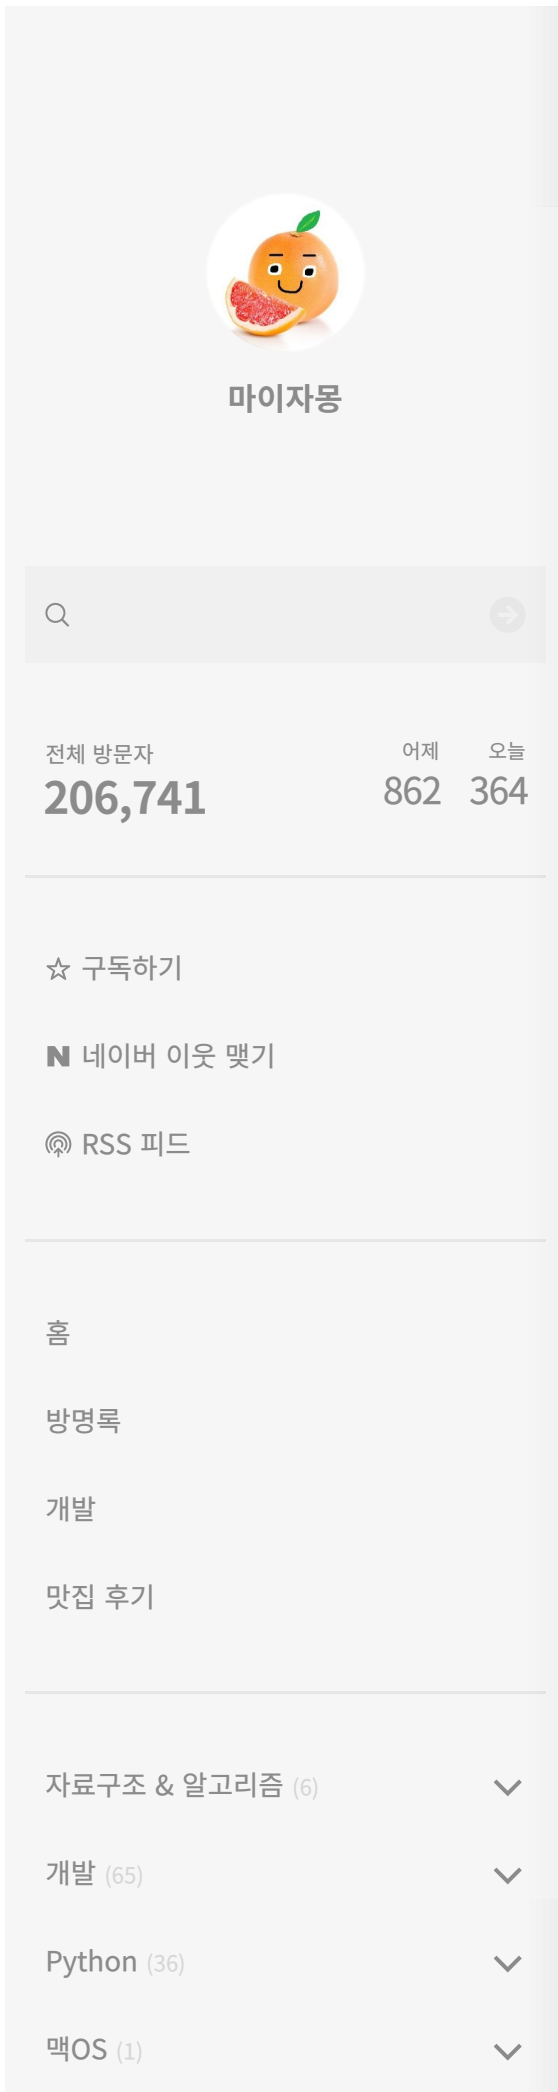 마이자몽
전체 방문자
206,741
어제
862
오늘
364
구독하기
N 네이버 이웃 맺기
RSS 피드
홈
방명록
개발
맛집 후기
자료구조 & 알고리즘 (6)
개발 (65)
Python (36)
맥OS (1)